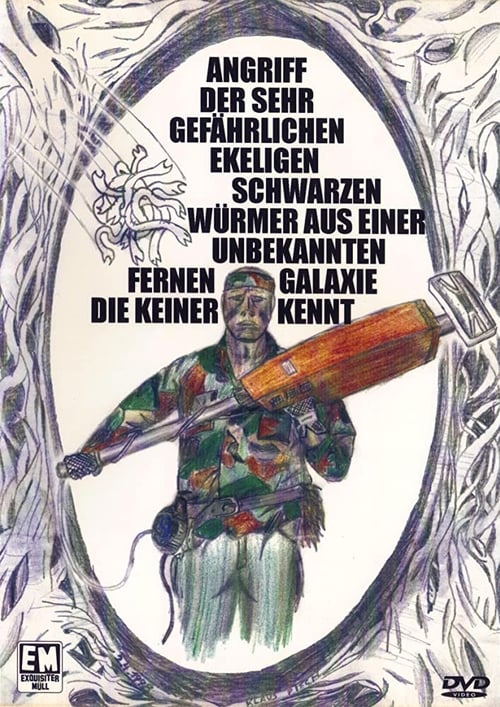 ANGRIFF
DER SEHR
GEFÄHRLICHEN
EKELIGEN
SCHWARZEN
WÜRMER AUS EINER
UNBEKANNTEN
FERNEN GALAXIE
DIE KEINER KENNT
EM
EXQUISITER
MÜLL
KLAUS
DVD
VIDEO